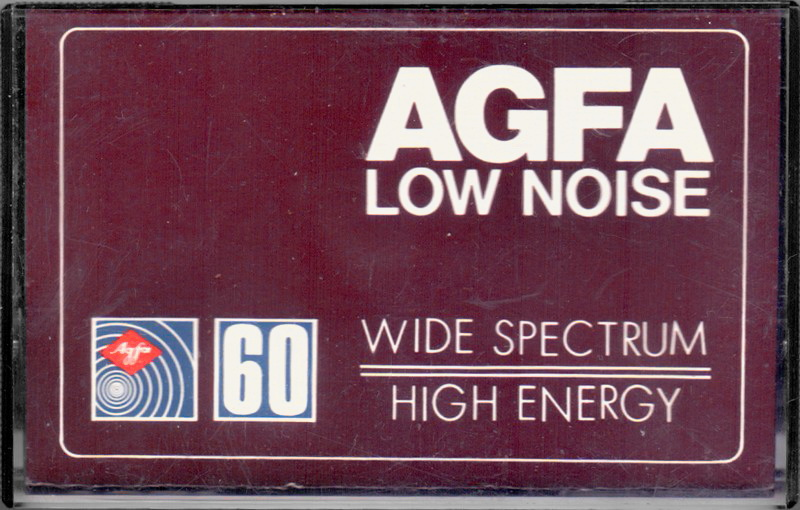 AGFA
LOW NOISE
Agfa
60
WIDE SPECTRUM
HIGH ENERGY